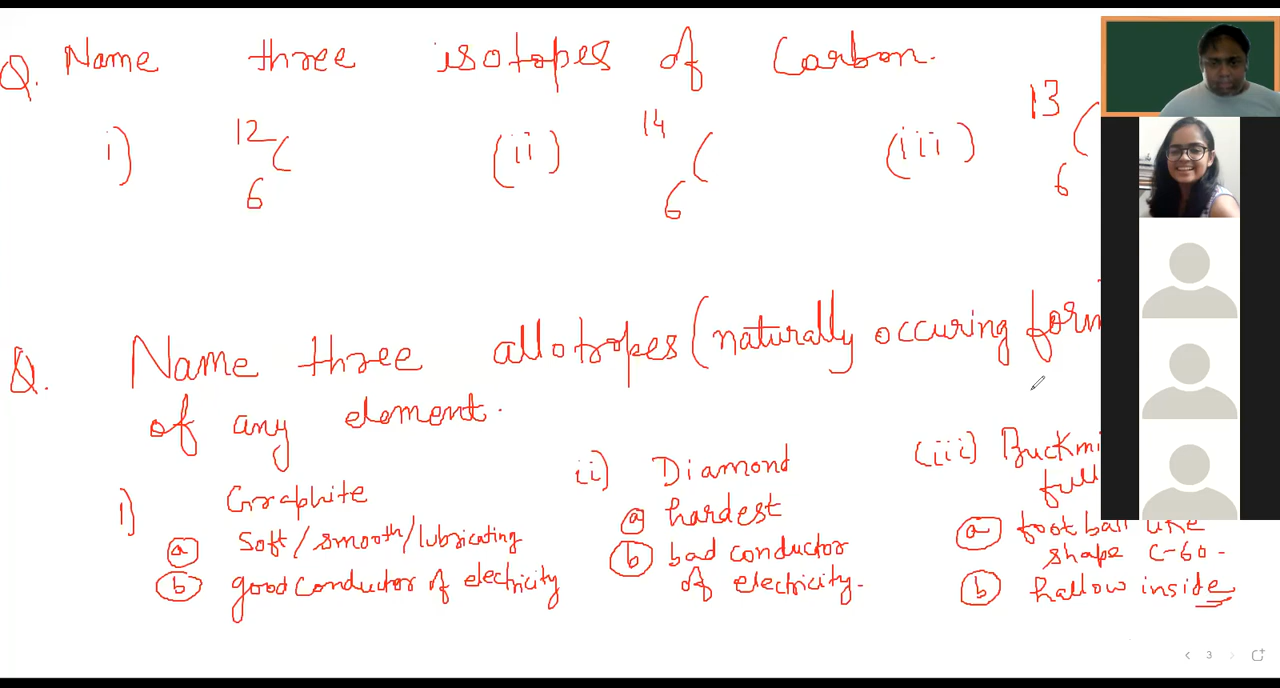 Q. Name three isotopes of Carbon.
i) 12 6 C (ii) 14 6 C (iii) 13 6 C
Q. Name three allotropes (naturally occuring form
of any element.
i) Graphite
(a) Soft/smooth/lubricating
(b) good conductor of electricity
ii) Diamond
(a) hardest
(b) bad conductor
of electricity.
(iii) Buckmi
full
(a) foot ball like
shape C-60-
(b) hallow inside
3